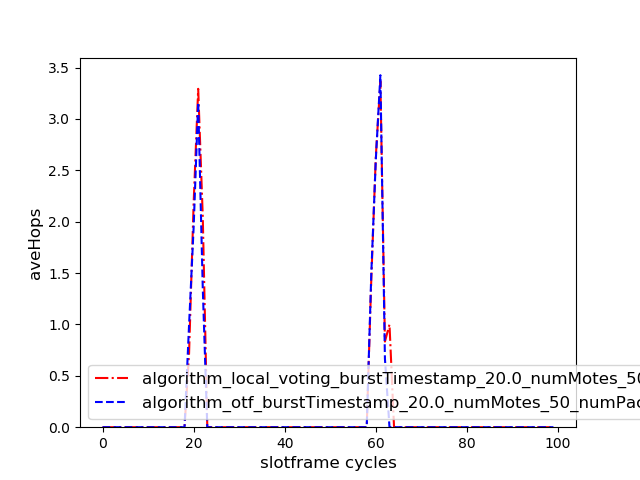 3.5
3.0
2.5
2.0
1.5
1.0
0.5
0.0
aveHops
algorithm_local_voting_burstTimestamp_20.0_numMotes_50
algorithm_otf_burstTimestamp_20.0_numMotes_50_numPac
0 20 40 60 80 100
slotframe cycles